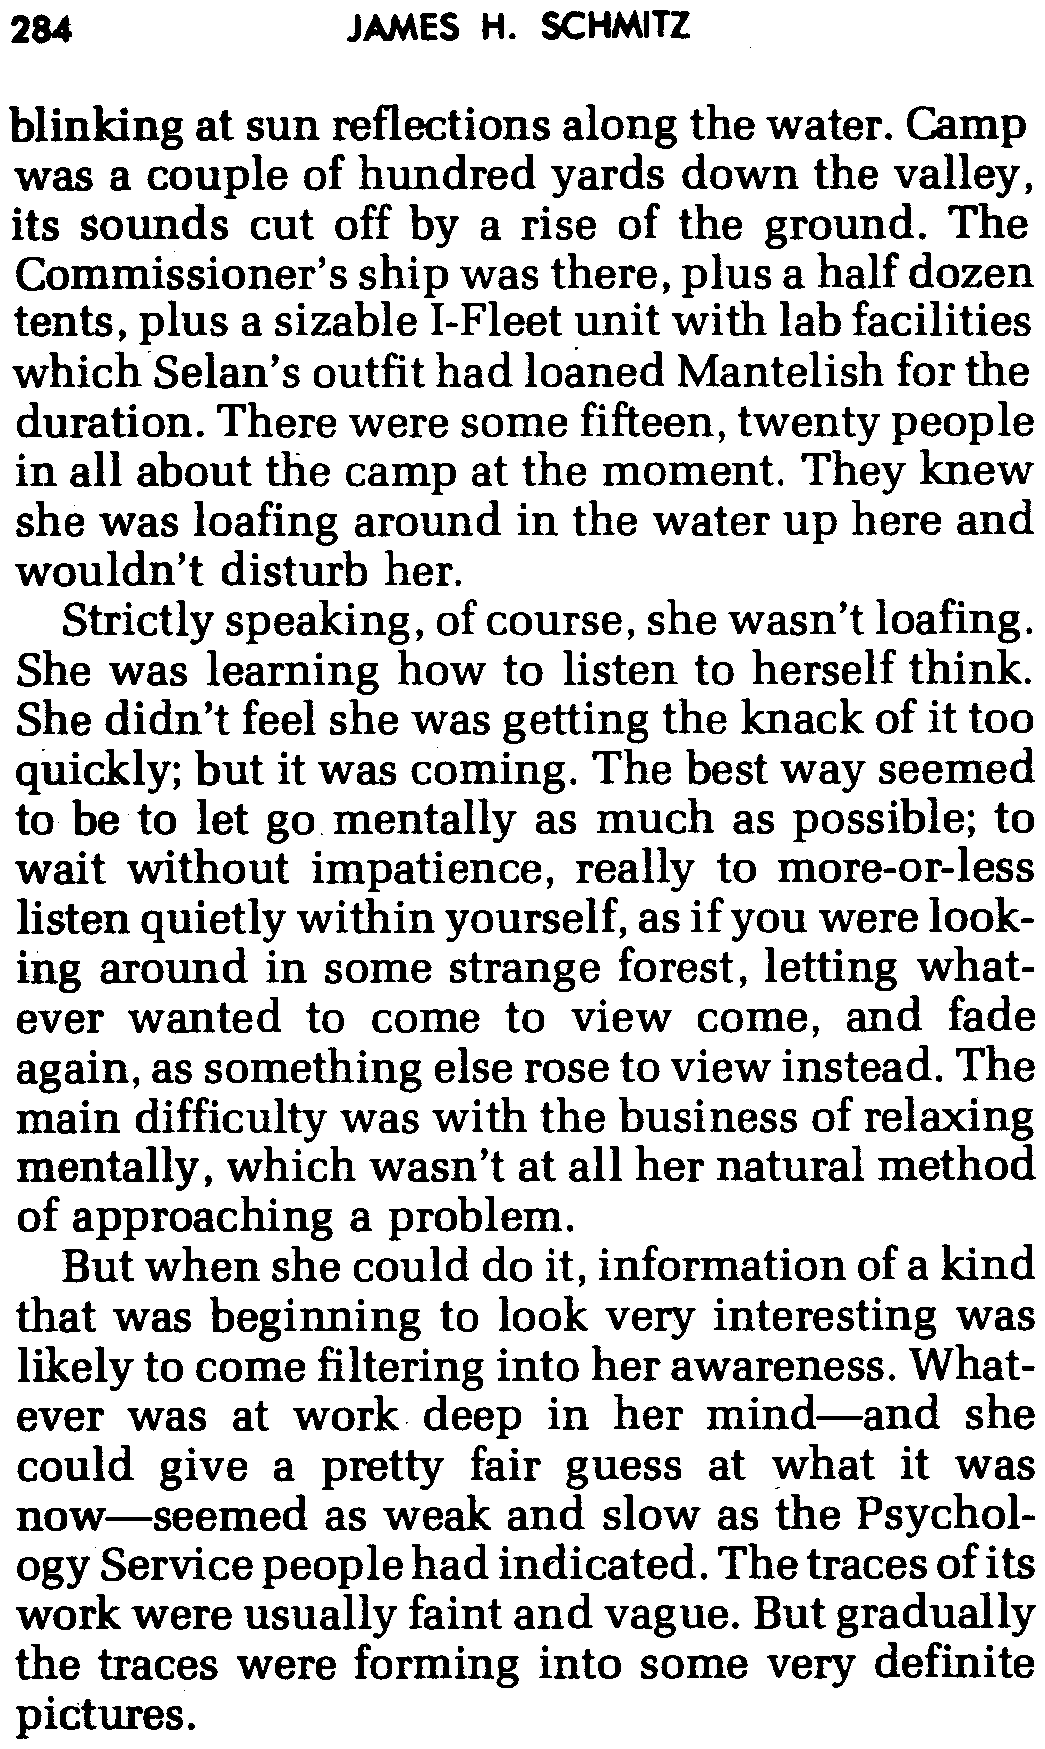 284 JAMES H. SCHMITZ
blinking at sun reflections along the water. Camp
was a couple of hundred yards down the valley,
its sounds cut off by a rise of the ground. The
Commissioner's ship was there, plus a half dozen
tents, plus a sizable I-Fleet unit with lab facilities
which Selan's outfit had loaned Mantelish for the
duration. There were some fifteen, twenty people
in all about the camp at the moment. They knew
she was loafing around in the water up here and
wouldn't disturb her.
Strictly speaking, of course, she wasn't loafing.
She was learning how to listen to herself think.
She didn't feel she was getting the knack of it too
quickly; but it was coming. The best way seemed
to be to let go mentally as much as possible; to
wait without impatience, really to more-or-less
listen quietly within yourself, as if you were look-
ing around in some strange forest, letting what-
ever wanted to come to view come, and fade
again, as something else rose to view instead. The
main difficulty was with the business of relaxing
mentally, which wasn't at all her natural method
of approaching a problem.
But when she could do it, information of a kind
that was beginning to look very interesting was
likely to come filtering into her awareness. What-
ever was at work deep in her mind—and she
could give a pretty fair guess at what it was
now—seemed as weak and slow as the Psychol-
ogy Service people had indicated. The traces of its
work were usually faint and vague. But gradually
the traces were forming into some very definite
pictures.